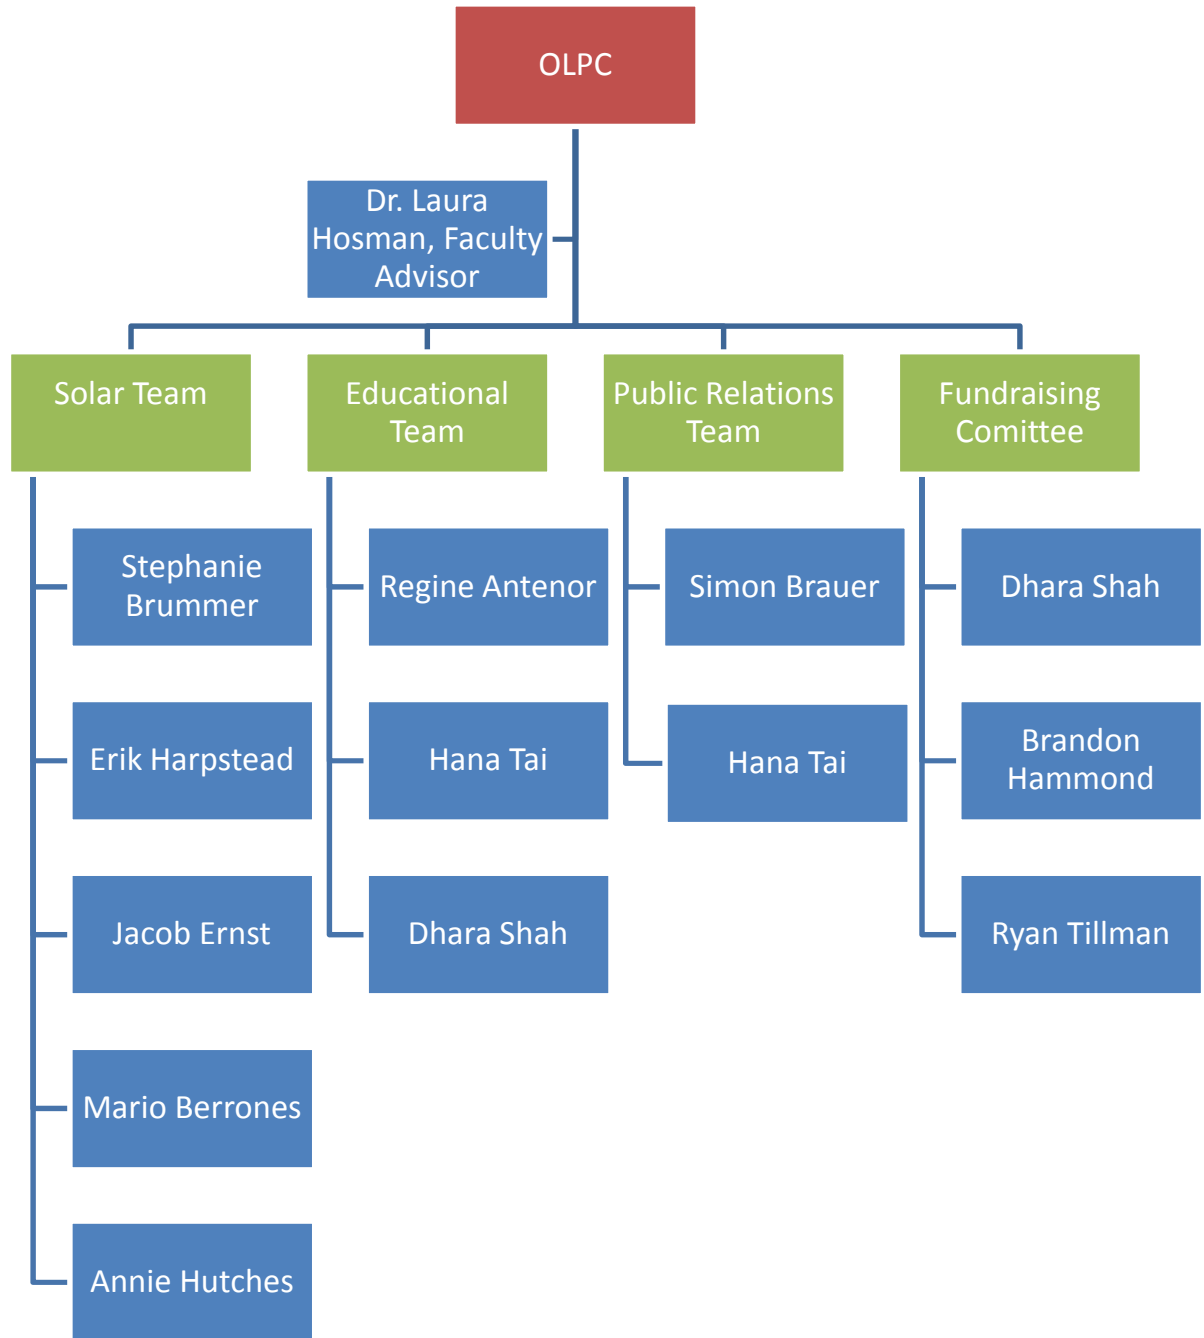 OLPC
Dr. Laura
Hosman, Faculty
Advisor
Solar Team
Educational
Team
Public Relations
Team
Fundraising
Comittee
Stephanie
Brummer
Erik Harpstead
Jacob Ernst
Mario Berrones
Annie Hutches
Regine Antenor
Hana Tai
Dhara Shah
Simon Brauer
Hana Tai
Dhara Shah
Brandon
Hammond
Ryan Tillman